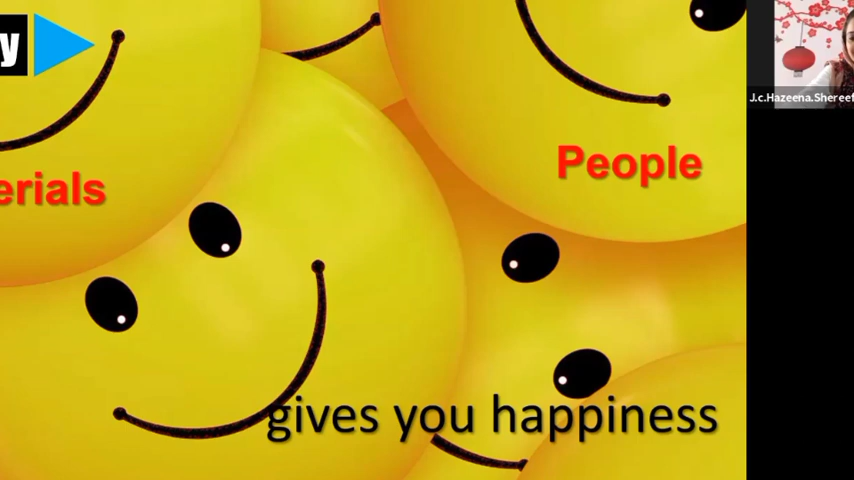 y
J.c.Hazeena.Shereef
People
erials
gives you happiness